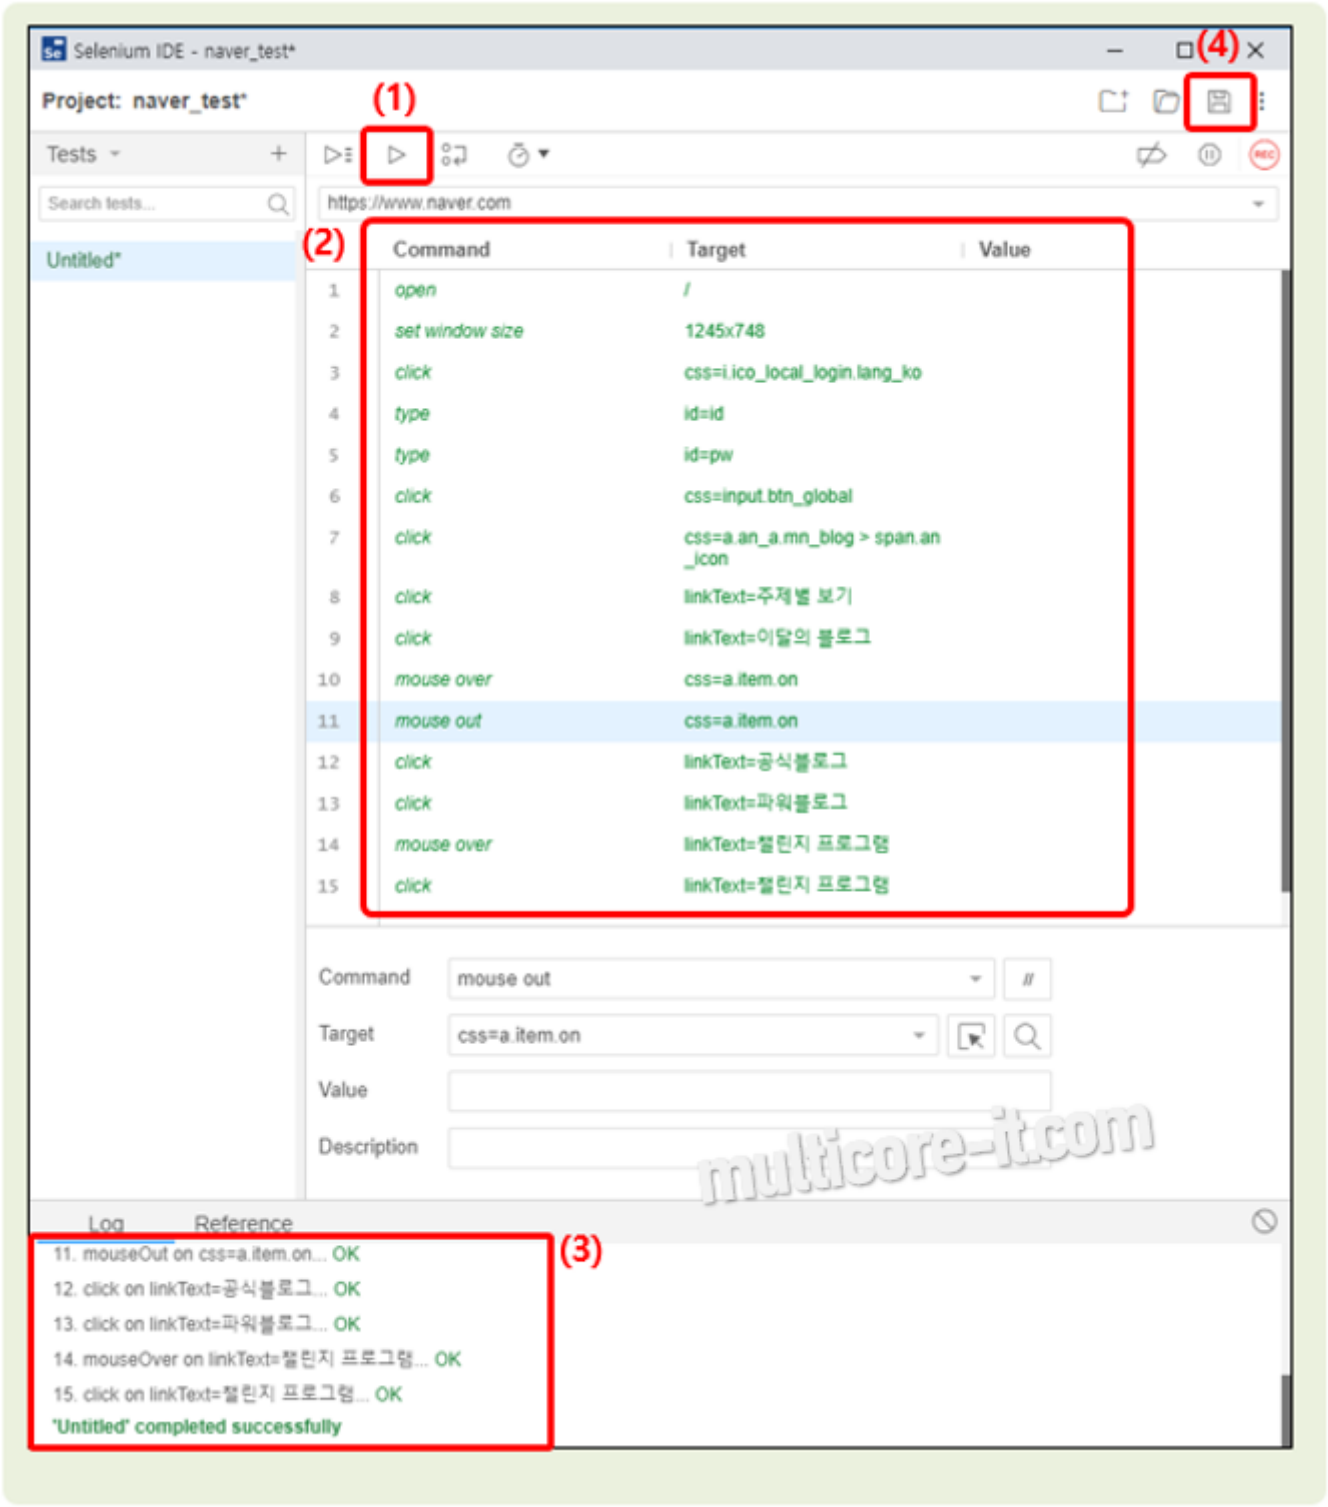 Se Selenium IDE - naver_test*
(4)
Project: naver_test*
(1)
Tests
REC
Search tests...
https://www.naver.com
(2)
Command Target Value
Untitled*
1 open /
2 set window size 1245x748
3 click css=i.ico_local_login.lang_ko
4 type id=id
5 type id=pw
6 click css=input.btn_global
7 click css=a.an_a.mn_blog > span.an
_icon
8 click linkText=주제별 보기
9 click linkText=이달의 블로그
10 mouse over css=a.item.on
11 mouse out css=a.item.on
12 click linkText=공식블로그
13 click linkText=파워블로그
14 mouse over linkText=챌린지 프로그램
15 click linkText=챌린지 프로그램
Command mouse out //
Target css=a.item.on
Value
Description
multicore-it.com
Log Reference
(3)
11. mouseOut on css=a.item.on... OK
12. click on linkText=공식블로그... OK
13. click on linkText=파워블로그... OK
14. mouseOver on linkText=챌린지 프로그램... OK
15. click on linkText=챌린지 프로그램... OK
'Untitled' completed successfully